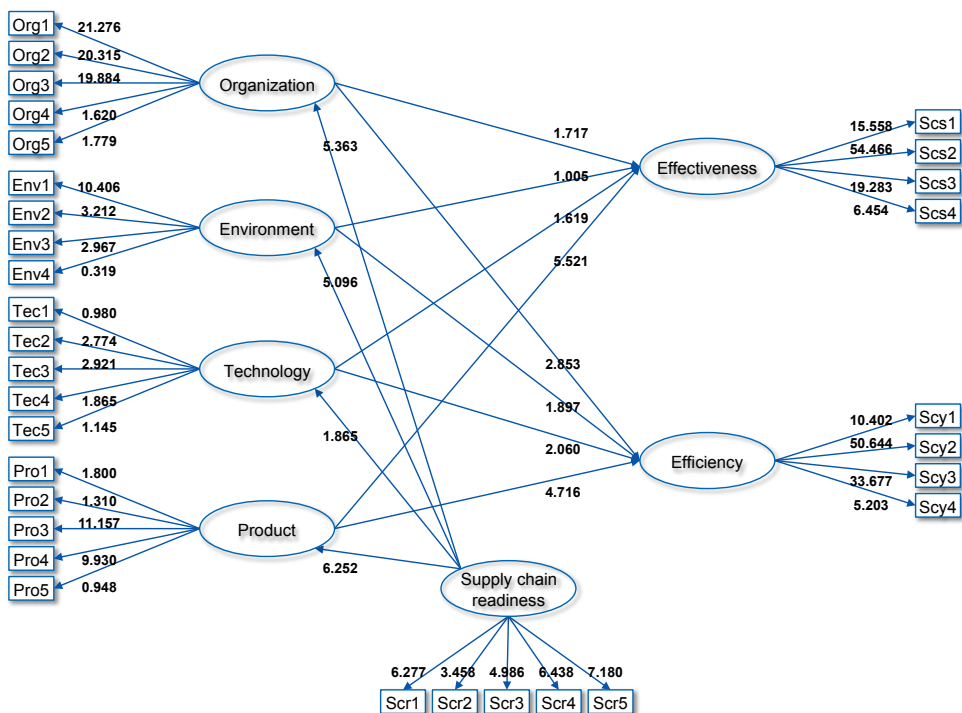 Org1
21.276
Org2
20.315
Org3
19.884
Org4
1.620
Org5
1.779
Organization
Env1
10.406
Env2
3.212
Env3
2.967
Env4
0.319
Environment
Tec1
0.980
Tec2
2.774
Tec3
2.921
Tec4
1.865
Tec5
1.145
Technology
Pro1
1.800
Pro2
1.310
Pro3
11.157
Pro4
9.930
Pro5
0.948
Product
5.363
5.096
1.865
6.252
1.717
1.005
1.619
5.521
2.853
1.897
2.060
4.716
Effectiveness
15.558
Scs1
54.466
Scs2
Scs3
19.283
Scs4
6.454
Efficiency
10.402
Scy1
50.644
Scy2
33.677
Scy3
5.203
Scy4
Supply chain
readiness
6.277
3.458
4.986
6.438
7.180
Scr1
Scr2
Scr3
Scr4
Scr5